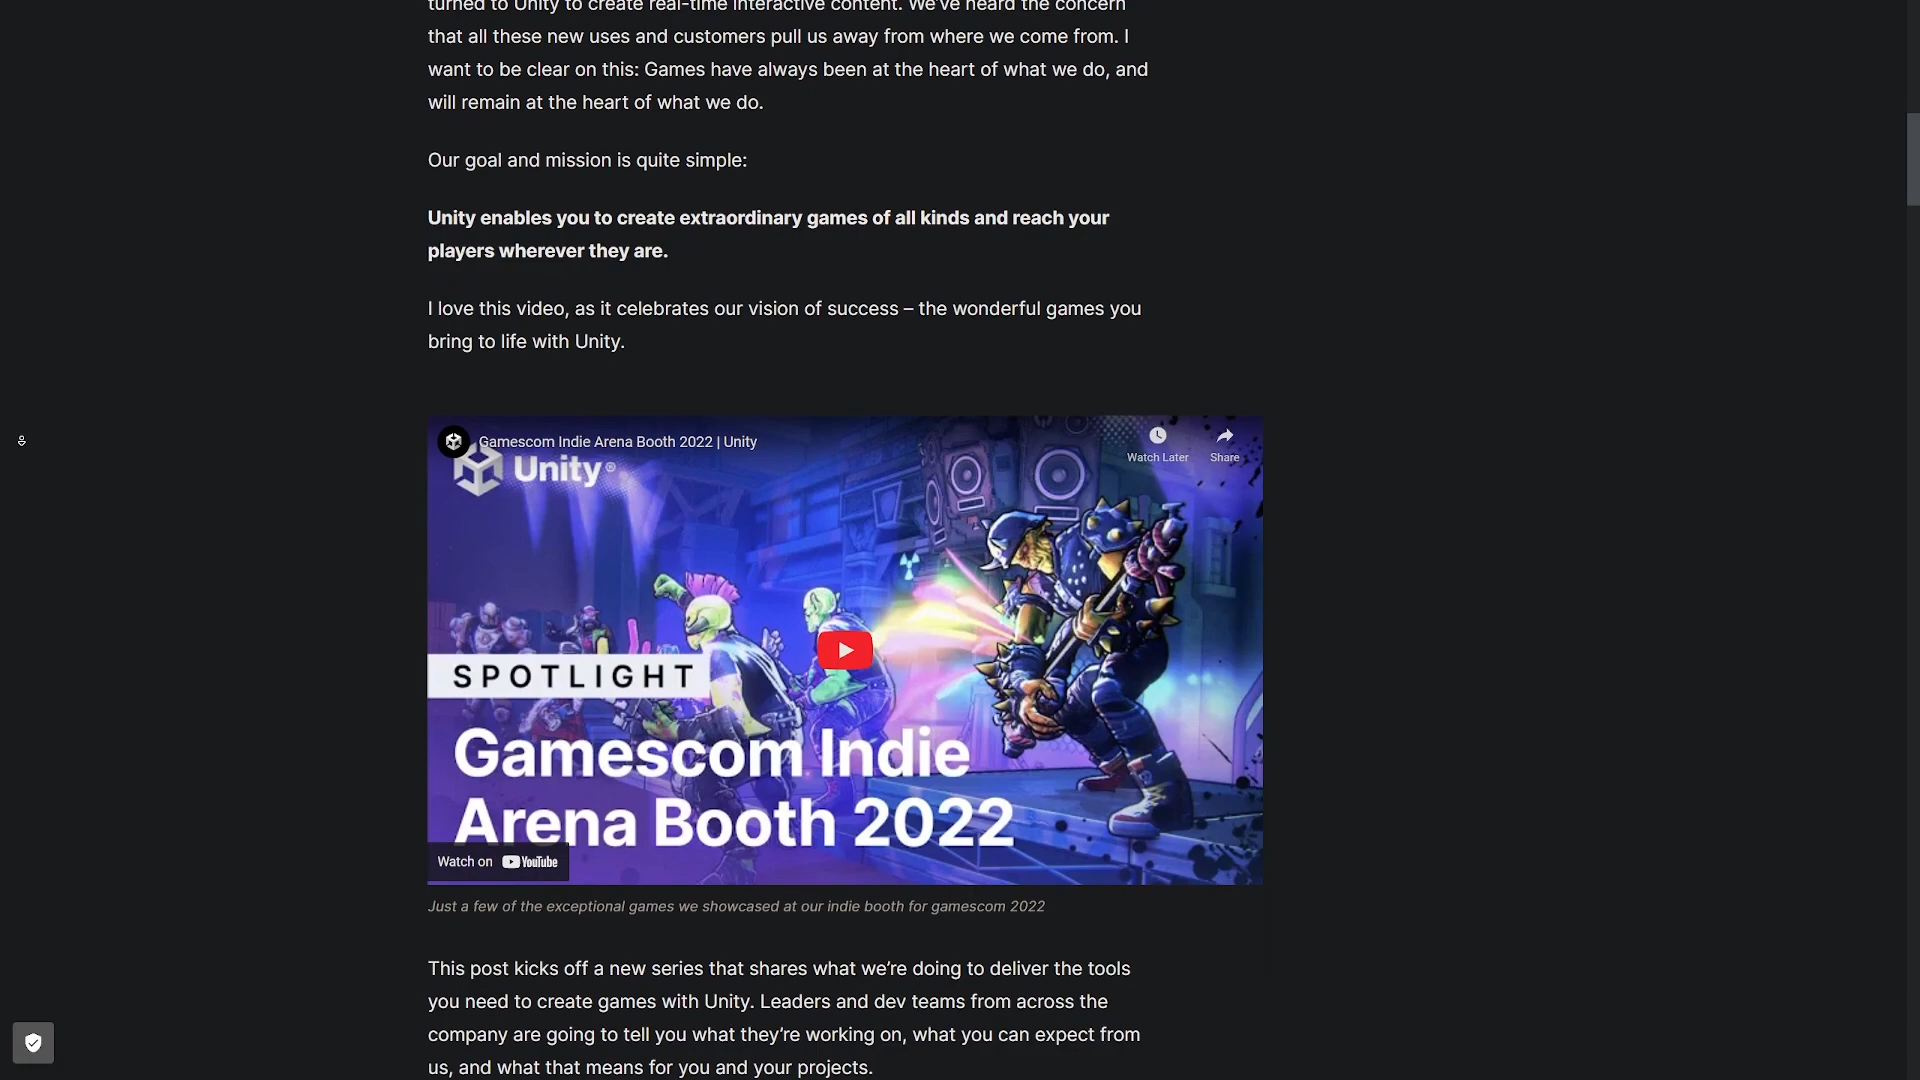 turned to Unity to create real-time interactive content. We've heard the concern
that all these new uses and customers pull us away from where we come from. I
want to be clear on this: Games have always been at the heart of what we do, and
will remain at the heart of what we do.
Our goal and mission is quite simple:
Unity enables you to create extraordinary games of all kinds and reach your
players wherever they are.
I love this video, as it celebrates our vision of success – the wonderful games you
bring to life with Unity.
Gamescom Indie Arena Booth 2022 | Unity
Watch Later
Share
Unity®
SPOTLIGHT
Gamescom Indie
Arena Booth 2022
Watch on YouTube
Just a few of the exceptional games we showcased at our indie booth for gamescom 2022
This post kicks off a new series that shares what we’re doing to deliver the tools
you need to create games with Unity. Leaders and dev teams from across the
company are going to tell you what they’re working on, what you can expect from
us, and what that means for you and your projects.